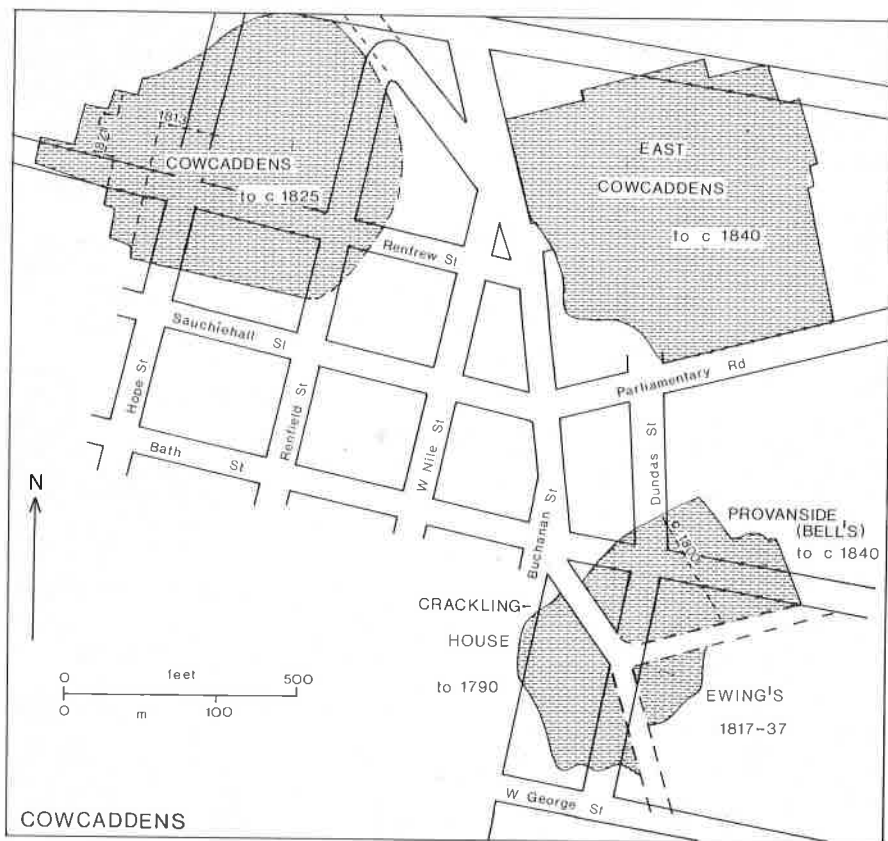 1813
1821
COWCADDENS
to c 1825
EAST
COWCADDENS
to c 1840
Renfrew St
Sauchiehall St
Parliamentary Rd
Hope St
Renfield St
W Nile St
Dundas St
Bath St
Buchanan St
N
c 1800
PROVANSIDE
(BELL'S)
to c 1840
CRACKLING-
HOUSE
to 1790
0 feet 500
0 m 100
EWING'S
1817-37
W George St
COWCADDENS